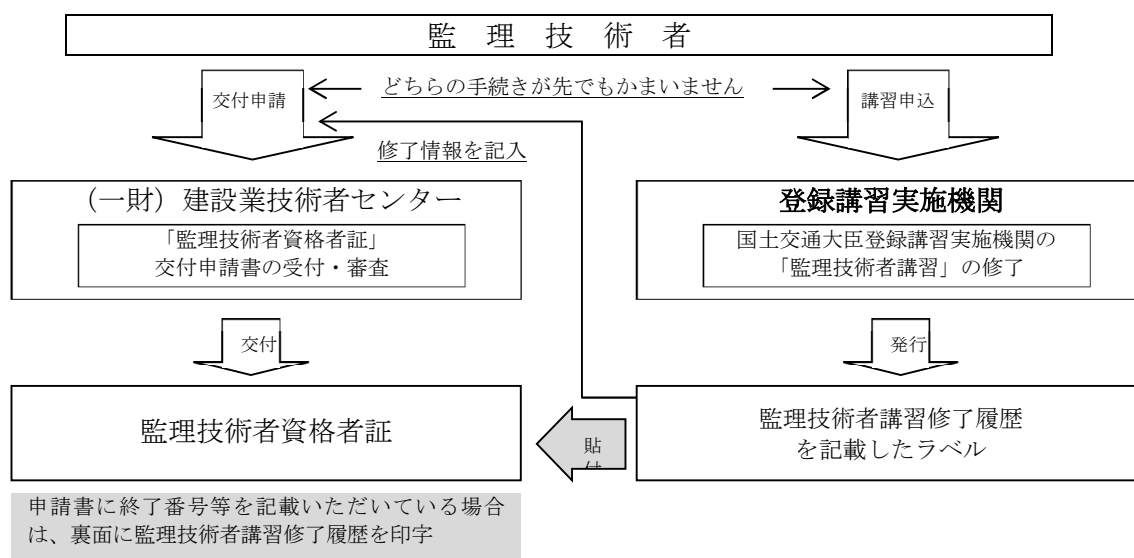 監理技術者
交付申請
どちらの手続きが先でもかまいません
講習申込
修了情報を記入
（一財）建設業技術者センター
「監理技術者資格者証」
交付申請書の受付・審査
登録講習実施機関
国土交通大臣登録講習実施機関の
「監理技術者講習」の修了
交付
発行
監理技術者資格者証
貼
付
監理技術者講習修了履歴
を記載したラベル
申請書に終了番号等を記載いただいている場合
は、裏面に監理技術者講習修了履歴を印字